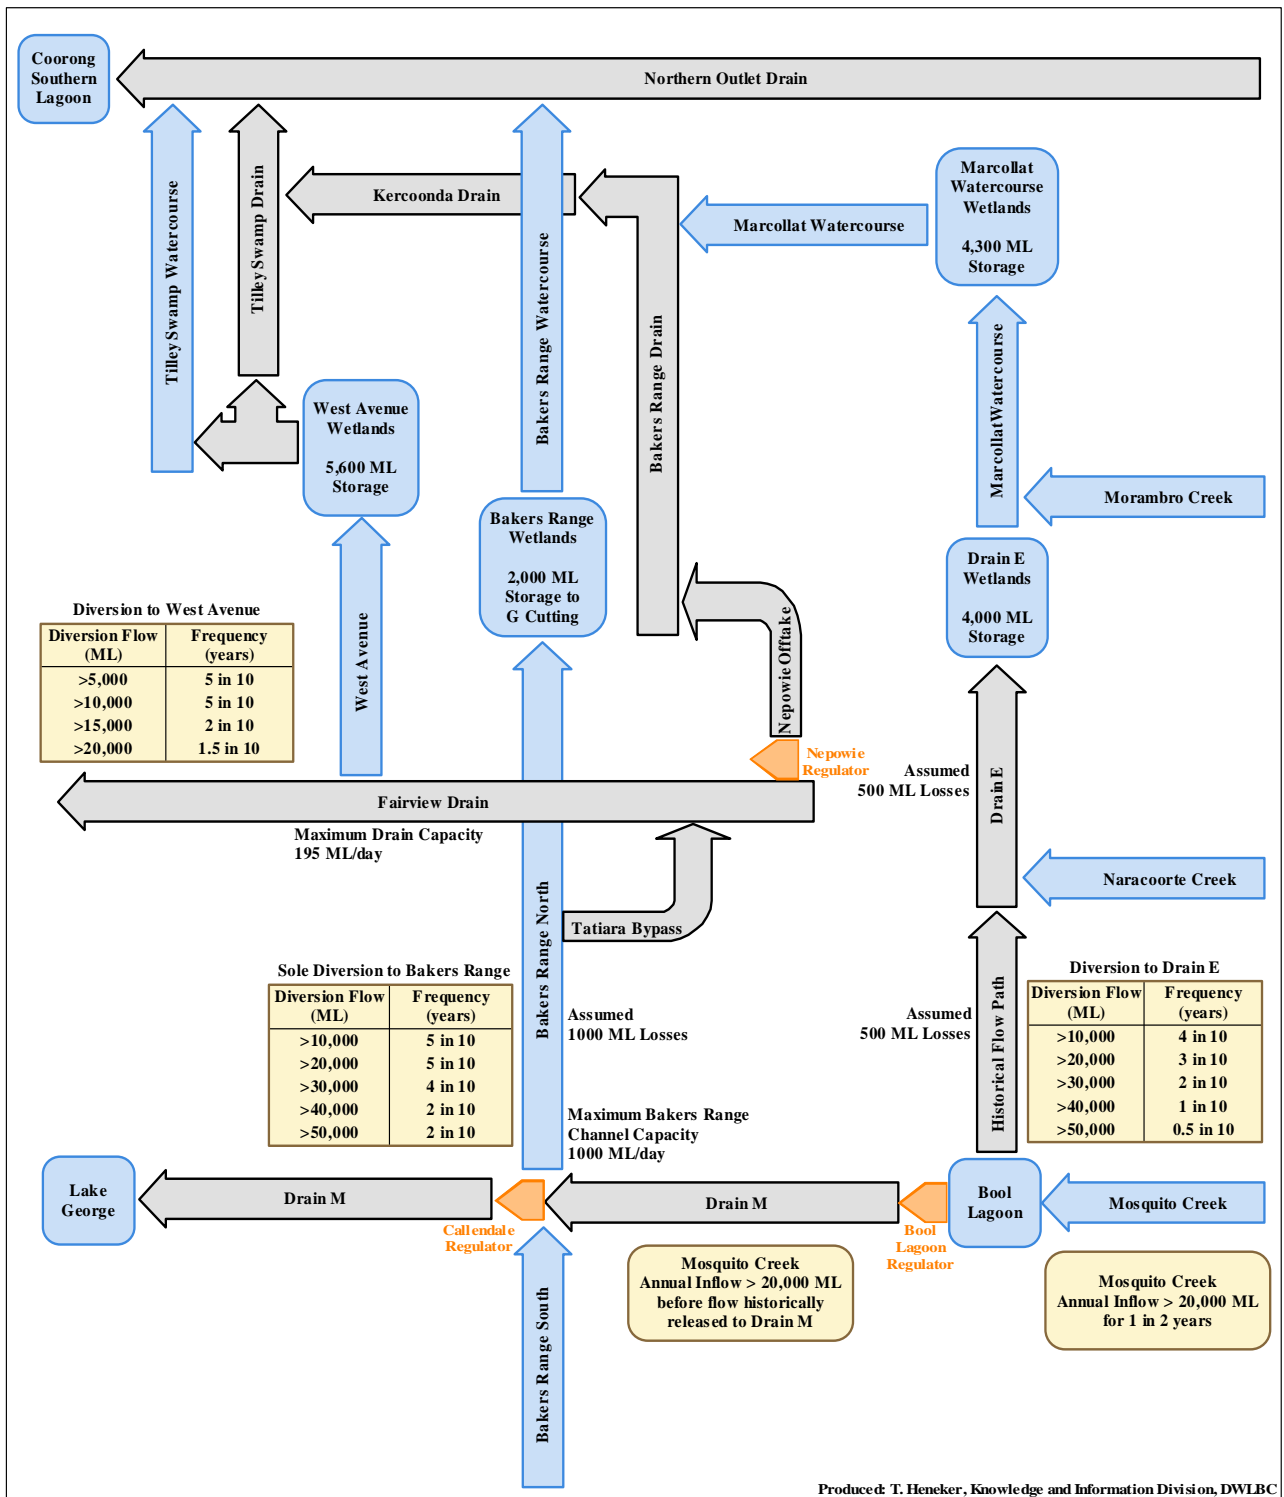 Coorong
Southern
Lagoon
Northern Outlet Drain
Tilley Swamp Watercourse
Tilley Swamp Drain
Kercoonda Drain
Bakers Range Watercourse
Bakers Range Drain
Marcollat Watercourse
Marcollat
Watercourse
Wetlands
4,300 ML
Storage
Marcollat Watercourse
Morambro Creek
West Avenue
Wetlands
5,600 ML
Storage
Bakers Range
Wetlands
2,000 ML
Storage to
G Cutting
Drain E
Wetlands
4,000 ML
Storage
Diversion to West Avenue
Diversion Flow (ML) Frequency (years)
>5,000 5 in 10
>10,000 5 in 10
>15,000 2 in 10
>20,000 1.5 in 10
West Avenue
Nepowie Offtake
Nepowie
Regulator
Assumed
500 ML Losses
Drain E
Fairview Drain
Maximum Drain Capacity
195 ML/day
Naracoorte Creek
Tatiara Bypass
Bakers Range North
Sole Diversion to Bakers Range
Diversion Flow (ML) Frequency (years)
>10,000 5 in 10
>20,000 5 in 10
>30,000 4 in 10
>40,000 2 in 10
>50,000 2 in 10
Assumed
1000 ML Losses
Maximum Bakers Range
Channel Capacity
1000 ML/day
Assumed
500 ML Losses
Historical Flow Path
Diversion to Drain E
Diversion Flow (ML) Frequency (years)
>10,000 4 in 10
>20,000 3 in 10
>30,000 2 in 10
>40,000 1 in 10
>50,000 0.5 in 10
Lake
George
Drain M
Callendale
Regulator
Drain M
Bool
Lagoon
Regulator
Bool
Lagoon
Mosquito Creek
Bakers Range South
Mosquito Creek
Annual Inflow > 20,000 ML
before flow historically
released to Drain M
Mosquito Creek
Annual Inflow > 20,000 ML
for 1 in 2 years
Produced: T. Heneker, Knowledge and Information Division, DWLBC